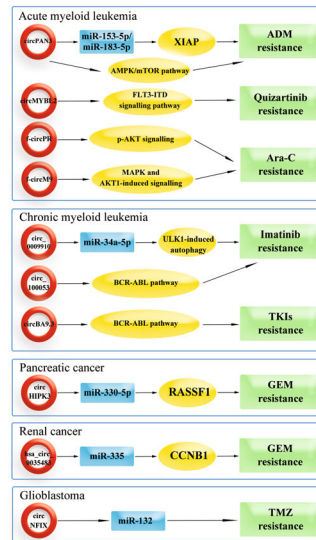 Acute myeloid leukemia
circPAN3
miR-153-5p/
miR-183-5p
XIAP
ADM
resistance
AMPK/mTOR pathway
circMYBL2
FLT3-ITD
signalling pathway
Quizartinib
resistance
f-circPR
p-AKT signalling
Ara-C
resistance
f-circM9
MAPK and
AKT1-induced signalling
Chronic myeloid leukemia
circ_
0009910
miR-34a-5p
ULK1-induced
autophagy
Imatinib
resistance
circ_
100053
BCR-ABL pathway
circBA9.3
BCR-ABL pathway
TKIs
resistance
Pancreatic cancer
circ
HIPK3
miR-330-5p
RASSF1
GEM
resistance
Renal cancer
hsa_circ_
0035483
miR-335
CCNB1
GEM
resistance
Glioblastoma
circ
NFIX
miR-132
TMZ
resistance